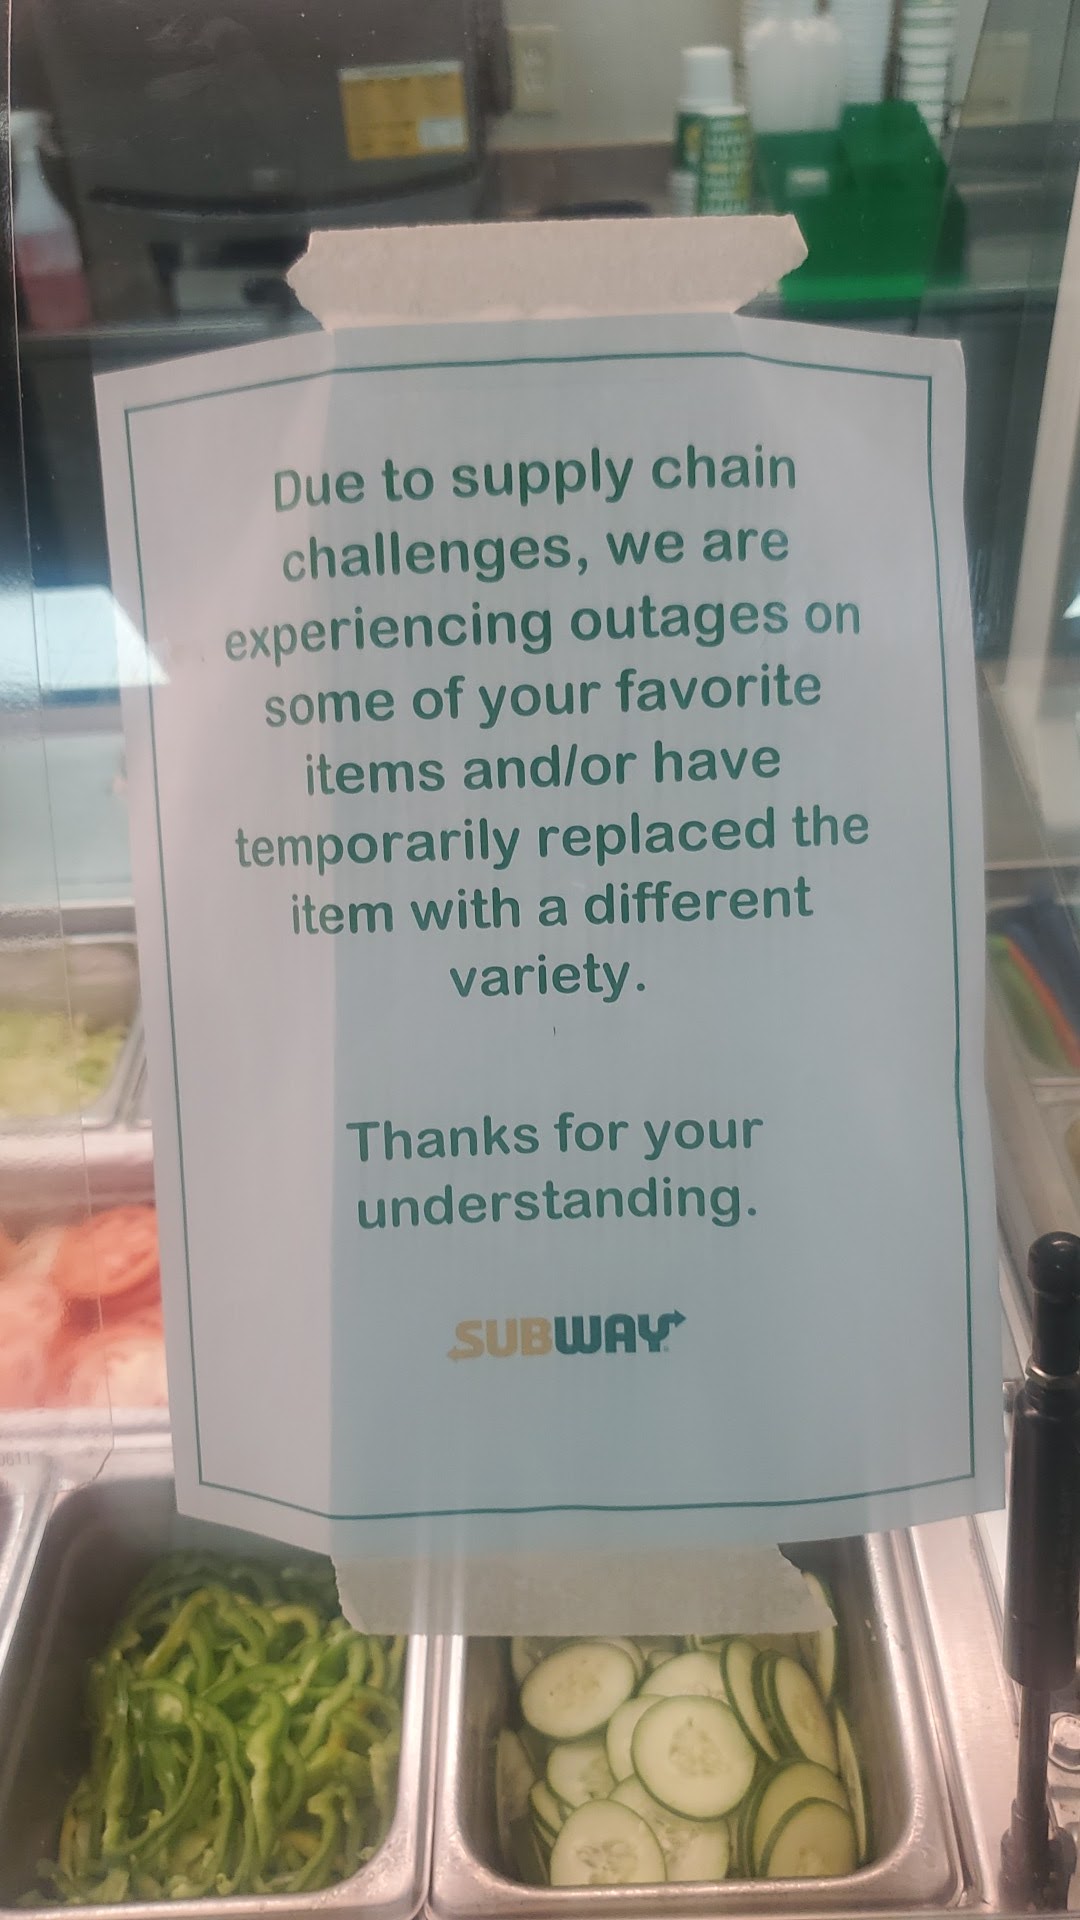 Due to supply chain
challenges, we are
experiencing outages on
some of your favorite
items and/or have
temporarily replaced the
item with a different
variety.
Thanks for your
understanding.
SUBWAY